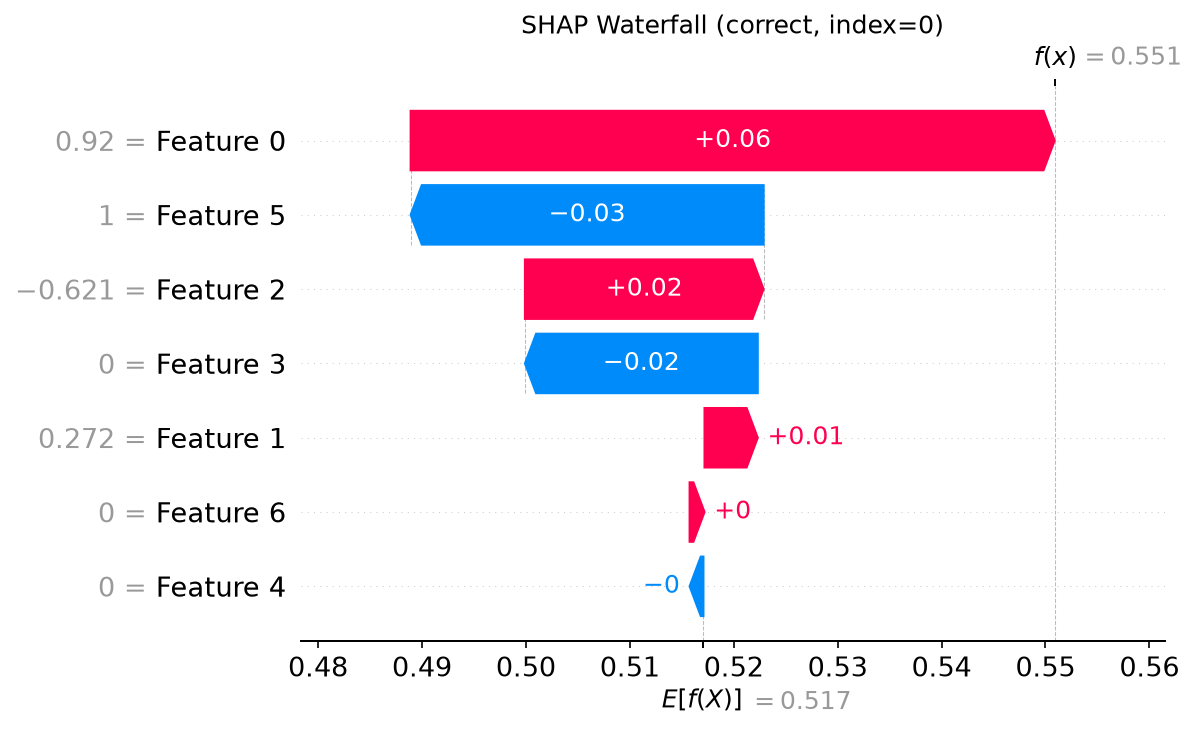 SHAP Waterfall (correct, index=0)
f(x) = 0.551
0.92 = Feature 0 +0.06
1 = Feature 5 −0.03
−0.621 = Feature 2 +0.02
0 = Feature 3 −0.02
0.272 = Feature 1 +0.01
0 = Feature 6 +0
0 = Feature 4 −0
0.48 0.49 0.50 0.51 0.52 0.53 0.54 0.55 0.56
E[f(X)] = 0.517